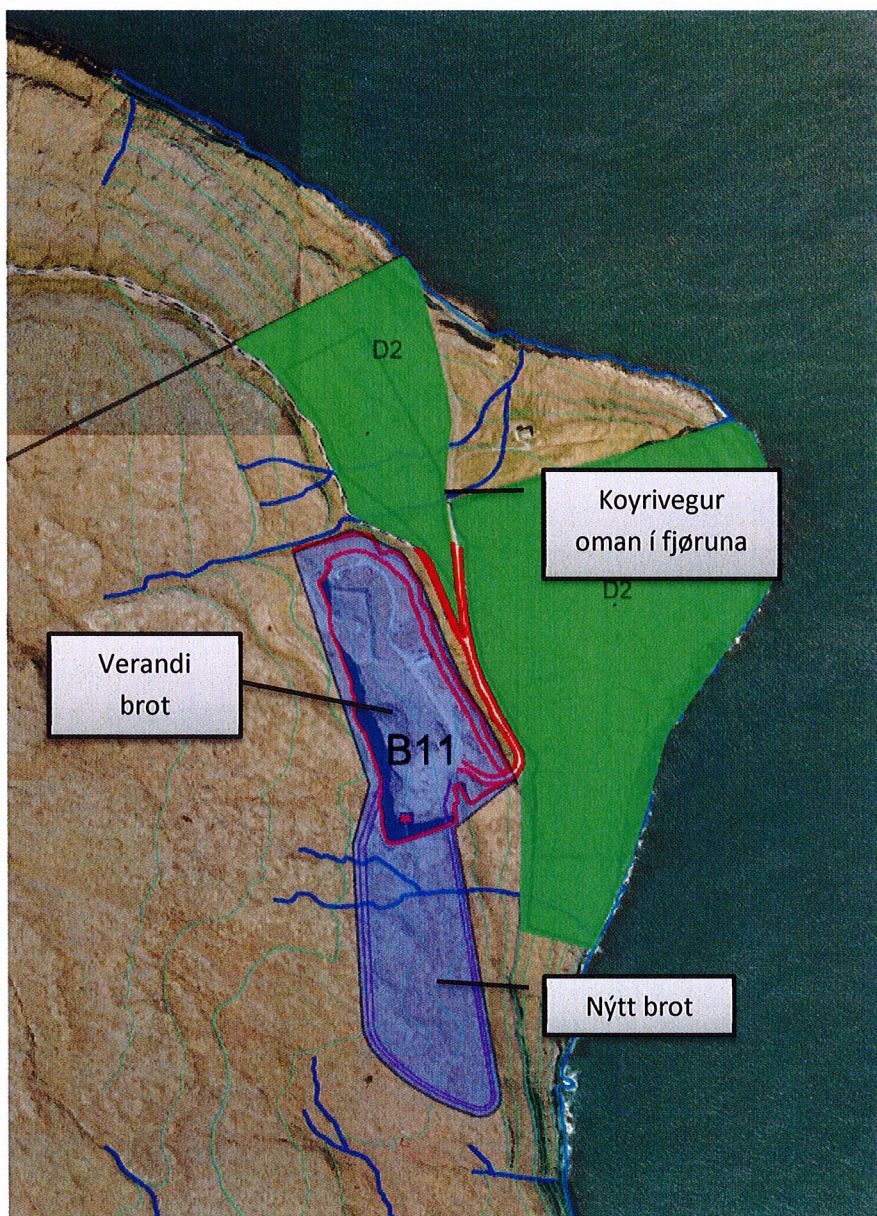 D2
Koyrivegur
oman í fjøruna
D2
Verandi
brot
B11
Nýtt brot